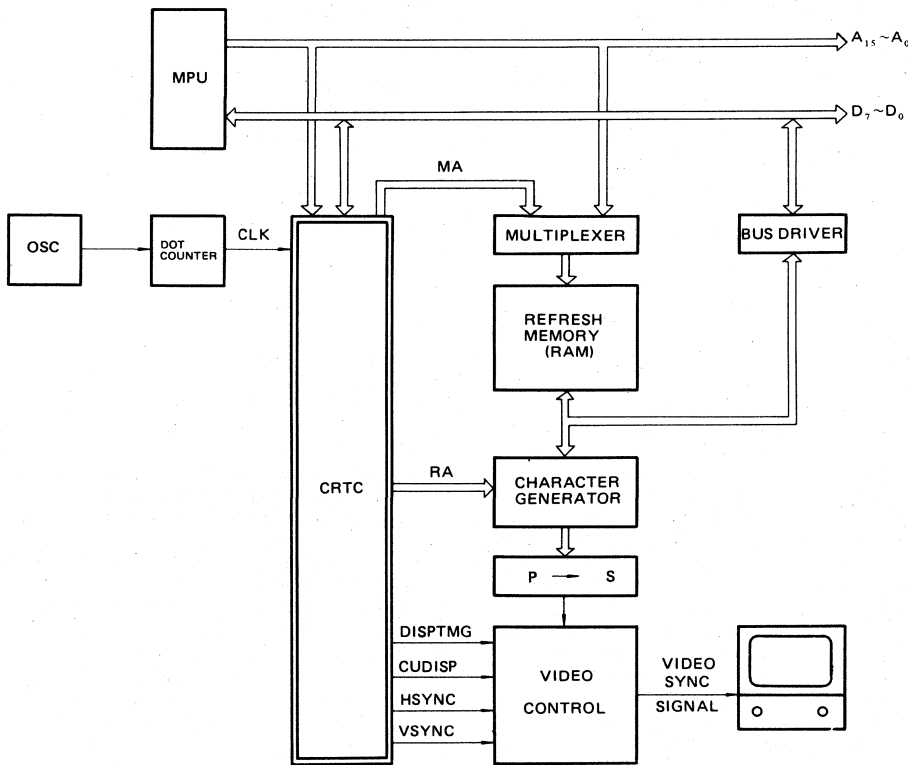 A₁₅~A₀
MPU
D₇~D₀
MA
OSC
DOT
COUNTER
CLK
MULTIPLEXER
BUS DRIVER
REFRESH
MEMORY
(RAM)
CRTC
RA
CHARACTER
GENERATOR
P → S
DISPTMG
CUDISP
HSYNC
VSYNC
VIDEO
CONTROL
VIDEO
SYNC
SIGNAL